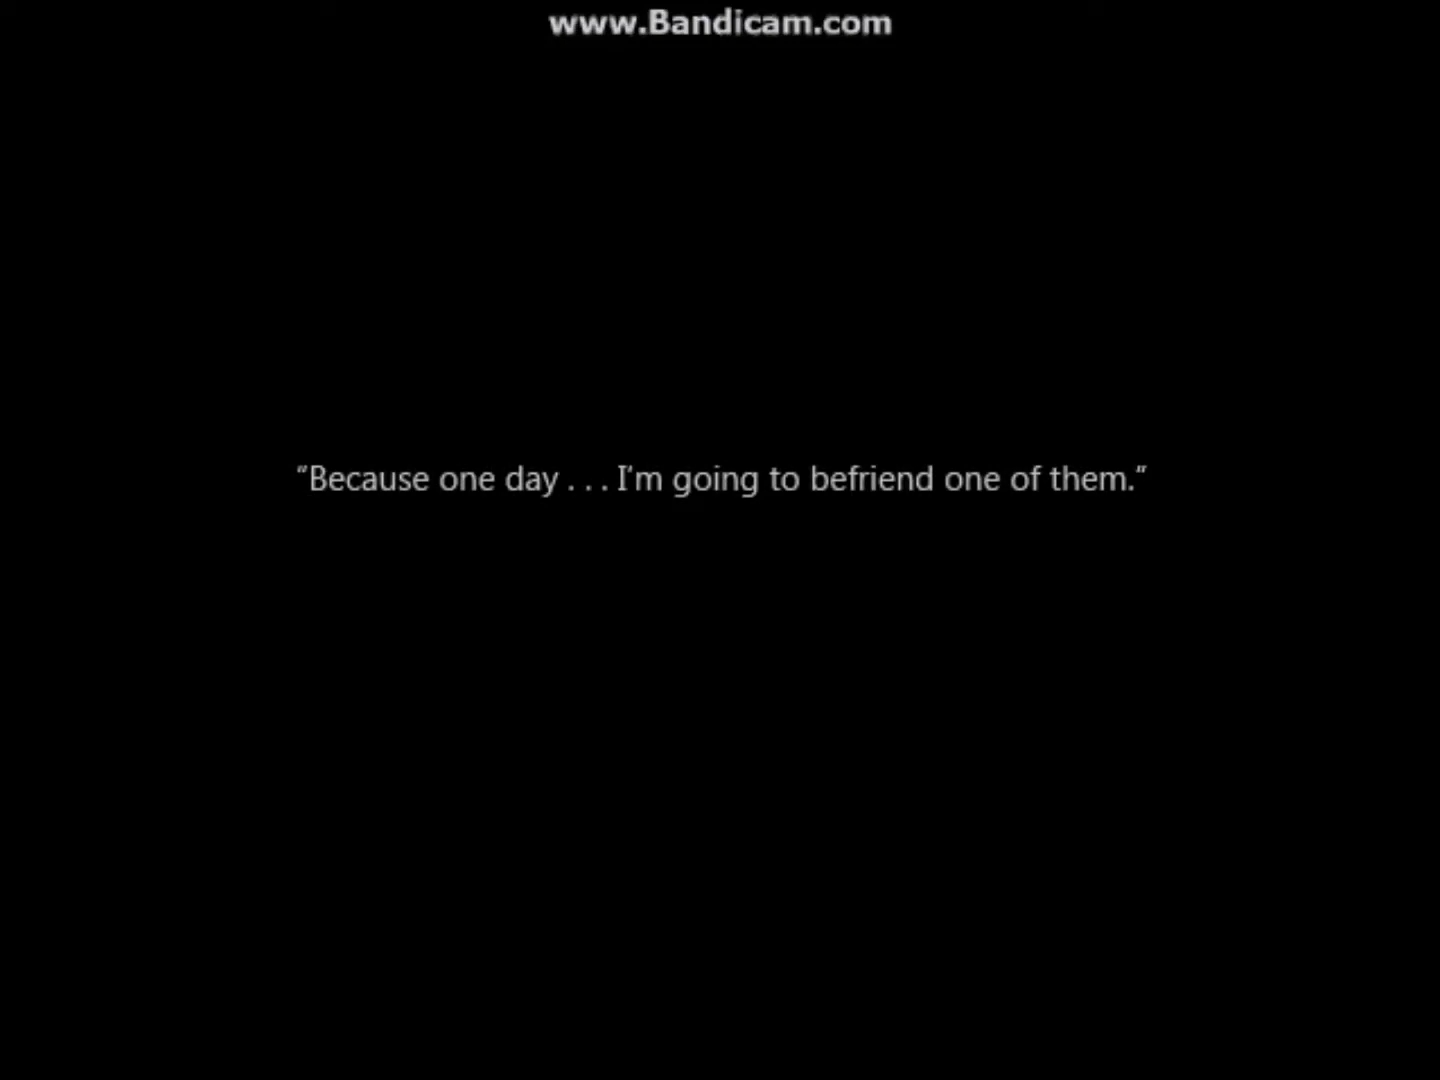 www.Bandicam.com
“Because one day . . . I’m going to befriend one of them.”